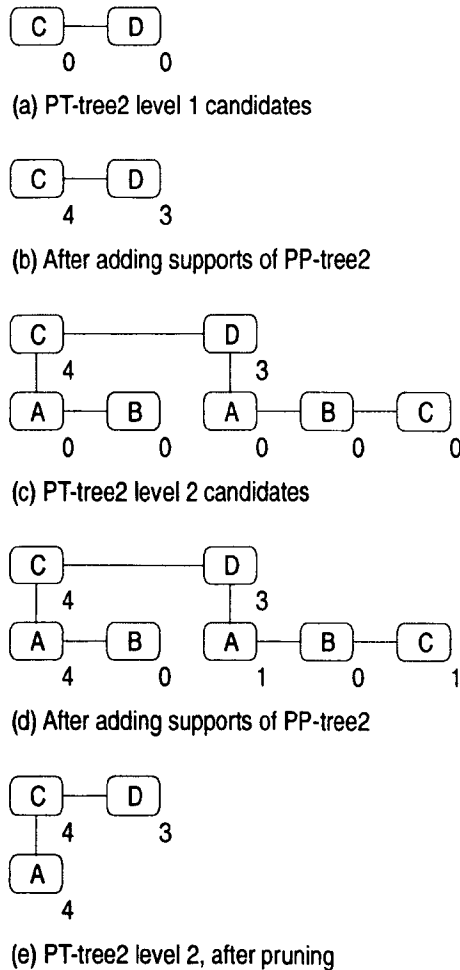 C D
0 0
(a) PT-tree2 level 1 candidates
C D
4 3
(b) After adding supports of PP-tree2
C D
4 3
A B A B C
0 0 0 0 0
(c) PT-tree2 level 2 candidates
C D
4 3
A B A B C
4 0 1 0 1
(d) After adding supports of PP-tree2
C D
4 3
A
4
(e) PT-tree2 level 2, after pruning